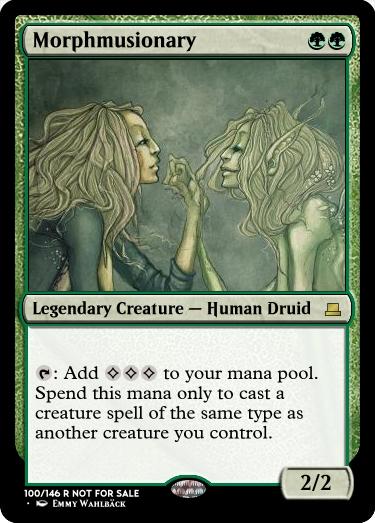 Morphmusionary
Legendary Creature — Human Druid
: Add to your mana pool.
Spend this mana only to cast a
creature spell of the same type as
another creature you control.
2/2
100/146 R NOT FOR SALE
· Emmy Wahlbäck